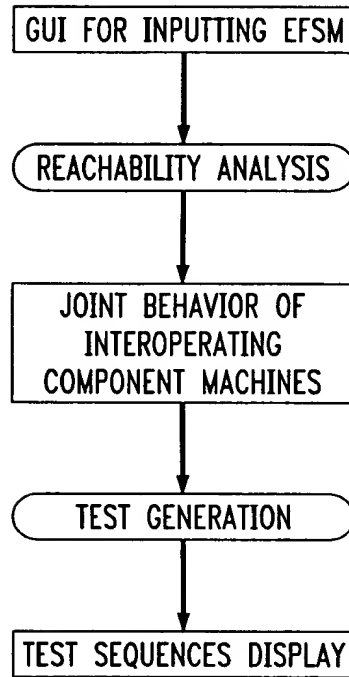 GUI FOR INPUTTING EFSM
REACHABILITY ANALYSIS
JOINT BEHAVIOR OF
INTEROPERATING
COMPONENT MACHINES
TEST GENERATION
TEST SEQUENCES DISPLAY